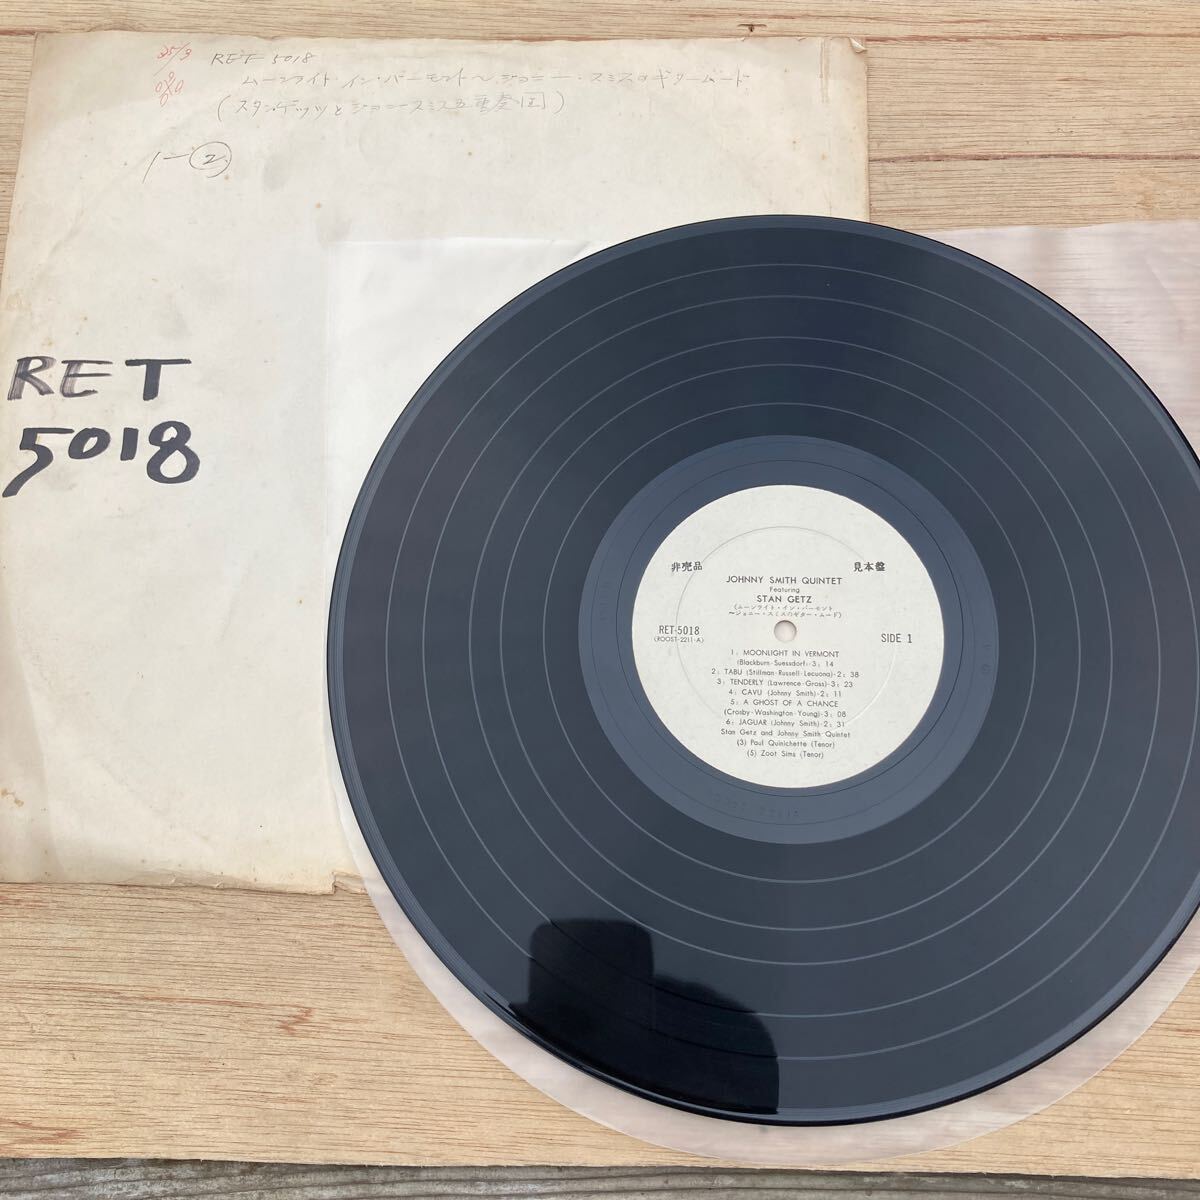 35/3
RET 5018
ムーンライト・イン・バーモント〜ジョニー・スミスのギタームード
(スタンゲッツとジョニースミス五重奏団)
1-②
RET
5018
非売品 見本盤
JOHNNY SMITH QUINTET
Featuring
STAN GETZ
(ムーンライト・イン・バーモント
〜ジョニー・スミスのギター・ムード)
RET-5018
(ROOST-2211-A)
SIDE 1
1: MOONLIGHT IN VERMONT
(Blackburn-Suessdorf)-3:14
2: TABU (Stillman-Russell-Lecuona)-2:38
3: TENDERLY (Lawrence-Gross)-3:23
4: CAVU (Johnny Smith)-2:11
5: A GHOST OF A CHANCE
(Crosby-Washington-Young)-3:08
6: JAGUAR (Johnny Smith)-2:31
Stan Getz and Johnny Smith Quintet
(3) Paul Quinichette (Tenor)
(5) Zoot Sims (Tenor)